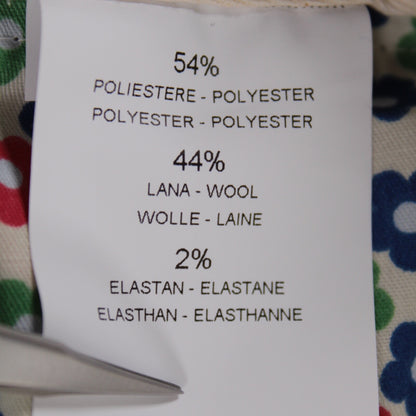 54%
POLIESTERE - POLYESTER
POLYESTER - POLYESTER
44%
LANA - WOOL
WOLLE - LAINE
2%
ELASTAN - ELASTANE
ELASTHAN - ELASTHANNE